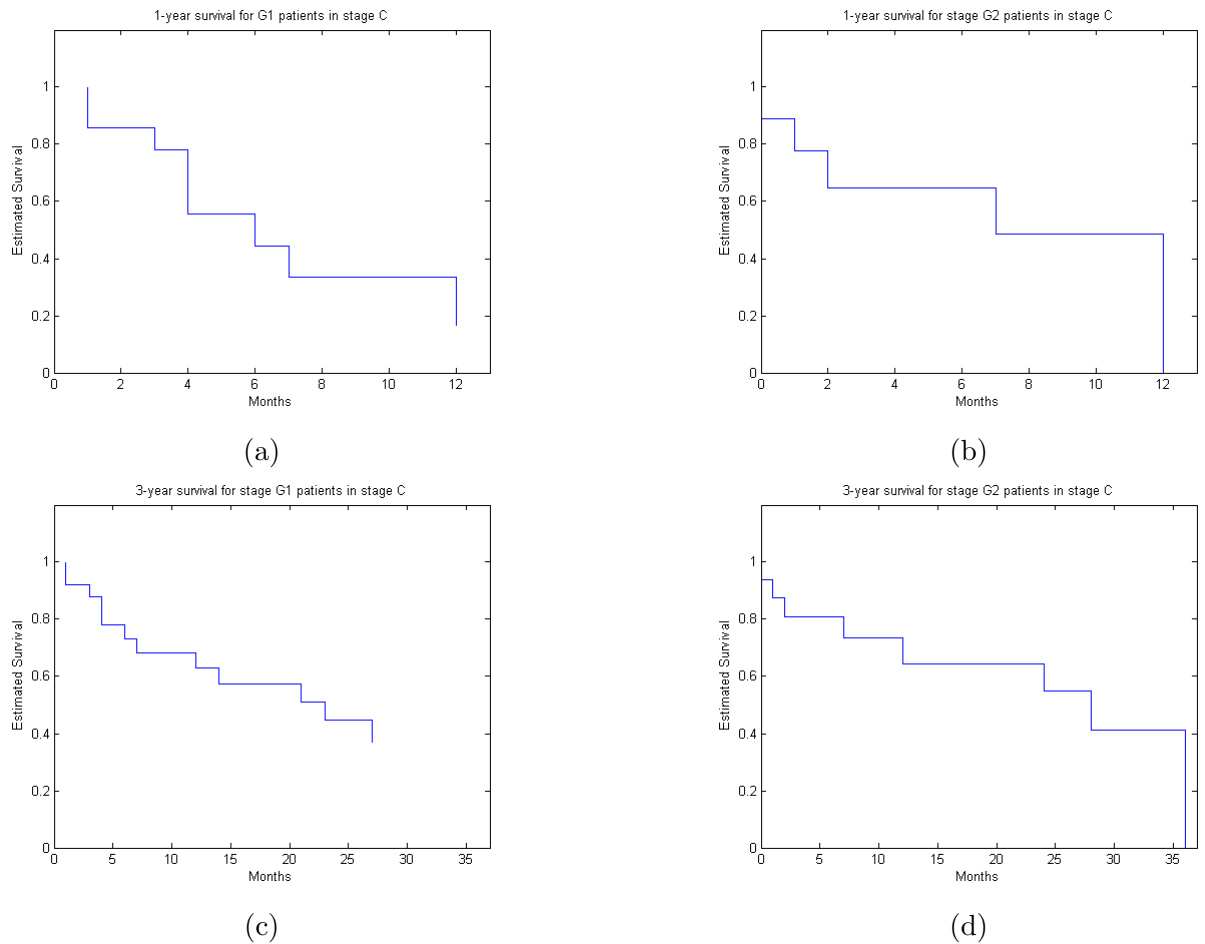 1-year survival for G1 patients in stage C
Estimated Survival
1
0.8
0.6
0.4
0.2
0
0 2 4 6 8 10 12
Months
(a)
1-year survival for stage G2 patients in stage C
Estimated Survival
1
0.8
0.6
0.4
0.2
0
0 2 4 6 8 10 12
Months
(b)
3-year survival for stage G1 patients in stage C
Estimated Survival
1
0.8
0.6
0.4
0.2
0
0 5 10 15 20 25 30 35
Months
(c)
3-year survival for stage G2 patients in stage C
Estimated Survival
1
0.8
0.6
0.4
0.2
0
0 5 10 15 20 25 30 35
Months
(d)